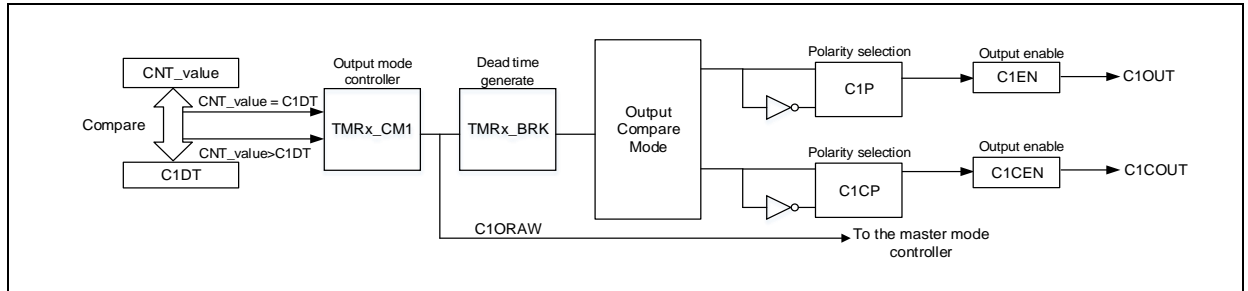 CNT_value
Compare
C1DT
CNT_value = C1DT
CNT_value>C1DT
Output mode
controller
TMRx_CM1
Dead time
generate
TMRx_BRK
Output
Compare
Mode
Polarity selection
C1P
Output enable
C1EN
C1OUT
Polarity selection
C1CP
Output enable
C1CEN
C1COUT
C1ORAW
To the master mode
controller